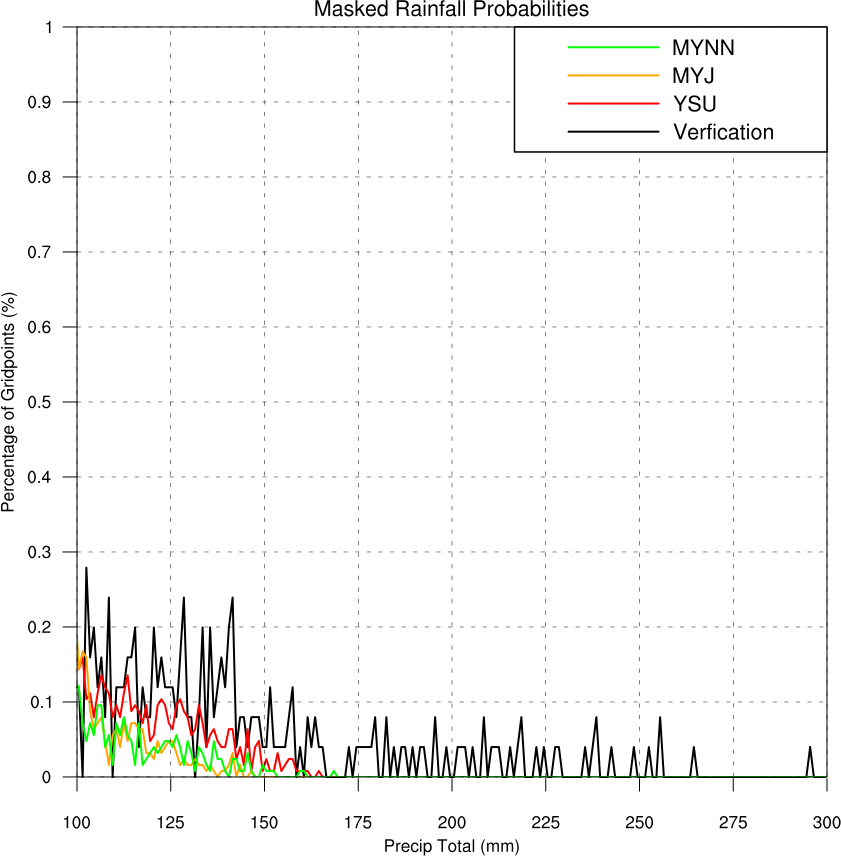 Masked Rainfall Probabilities
MYNN
MYJ
YSU
Verfication
Percentage of Gridpoints (%)
1
0.9
0.8
0.7
0.6
0.5
0.4
0.3
0.2
0.1
0
100 125 150 175 200 225 250 275 300
Precip Total (mm)